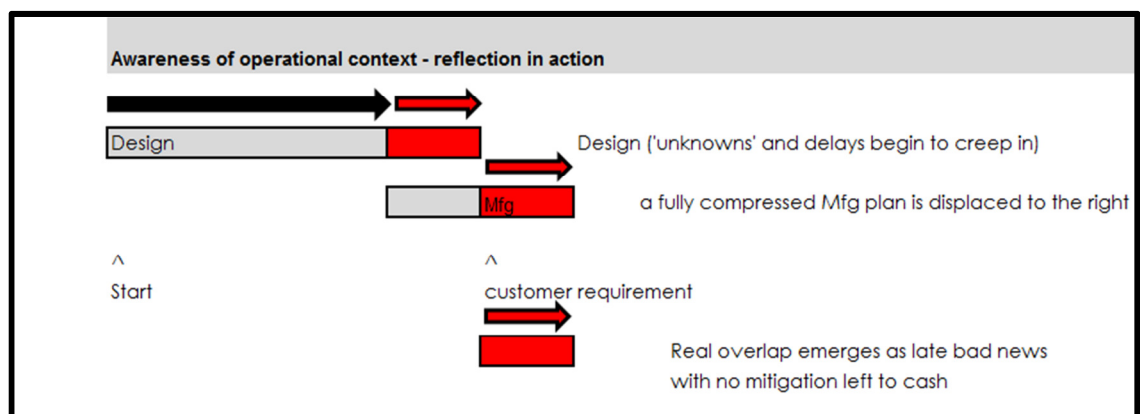 Awareness of operational context - reflection in action
Design
Design ('unknowns' and delays begin to creep in)
Mfg
a fully compressed Mfg plan is displaced to the right
^
^
Start
customer requirement
Real overlap emerges as late bad news
with no mitigation left to cash